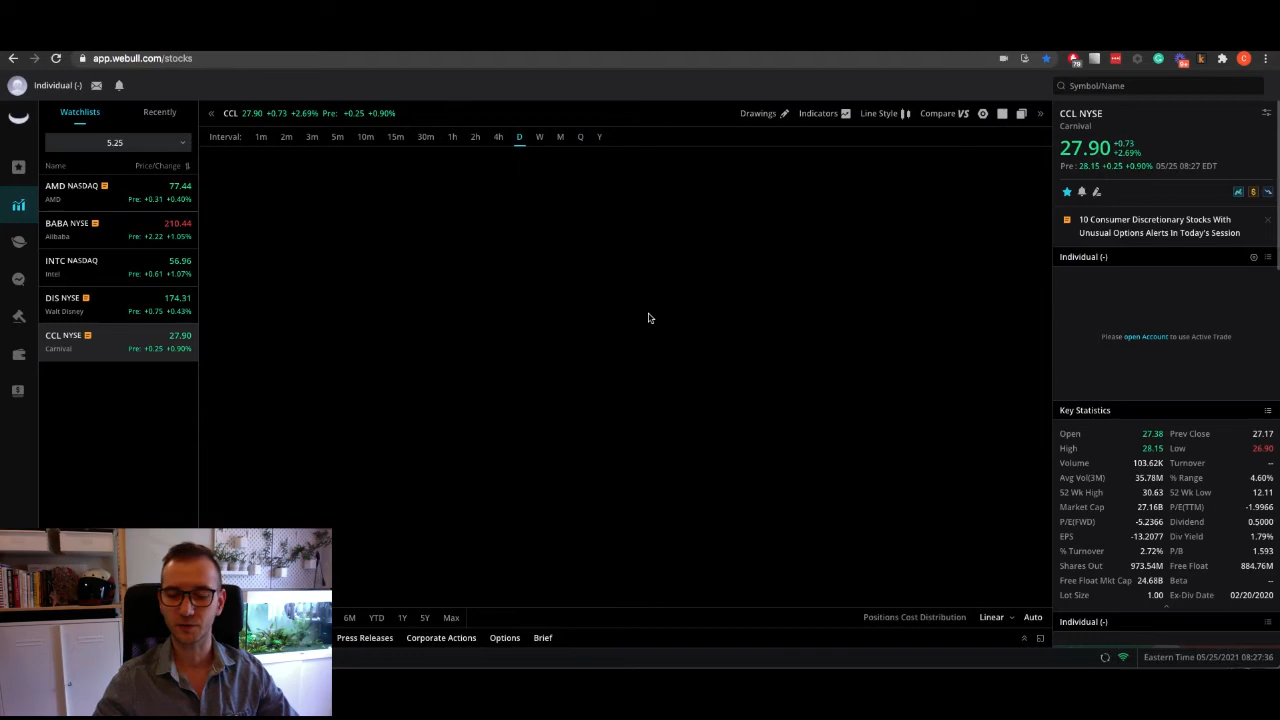 app.webull.com/stocks
79
9+
k
C
Individual (-)
Symbol/Name
Watchlists
Recently
5.25
Name
Price/Change
AMD NASDAQ
77.44
AMD
Pre: +0.31 +0.40%
BABA NYSE
210.44
Alibaba
Pre: +2.22 +1.05%
INTC NASDAQ
56.96
Intel
Pre: +0.61 +1.07%
DIS NYSE
174.31
Walt Disney
Pre: +0.75 +0.43%
CCL NYSE
27.90
Carnival
Pre: +0.25 +0.90%
CCL 27.90 +0.73 +2.69% Pre: +0.25 +0.90%
Drawings
Indicators
Line Style
Compare VS
Interval: 1m 2m 3m 5m 10m 15m 30m 1h 2h 4h D W M Q Y
6M YTD 1Y 5Y Max
Positions Cost Distribution
Linear
Auto
Press Releases Corporate Actions Options Brief
CCL NYSE
Carnival
27.90 +0.73
+2.69%
Pre : 28.15 +0.25 +0.90% 05/25 08:27 EDT
$
10 Consumer Discretionary Stocks With
Unusual Options Alerts In Today's Session
Individual (-)
Please open Account to use Active Trade
Key Statistics
Open 27.38 Prev Close 27.17
High 28.15 Low 26.90
Volume 103.62K Turnover --
Avg Vol(3M) 35.78M % Range 4.60%
52 Wk High 30.63 52 Wk Low 12.11
Market Cap 27.16B P/E(TTM) -1.9966
P/E(FWD) -5.2366 Dividend 0.5000
EPS -13.2077 Div Yield 1.79%
% Turnover 2.72% P/B 1.593
Shares Out 973.54M Free Float 884.76M
Free Float Mkt Cap 24.68B Beta --
Lot Size 1.00 Ex-Div Date 02/20/2020
Individual (-)
Eastern Time 05/25/2021 08:27:36